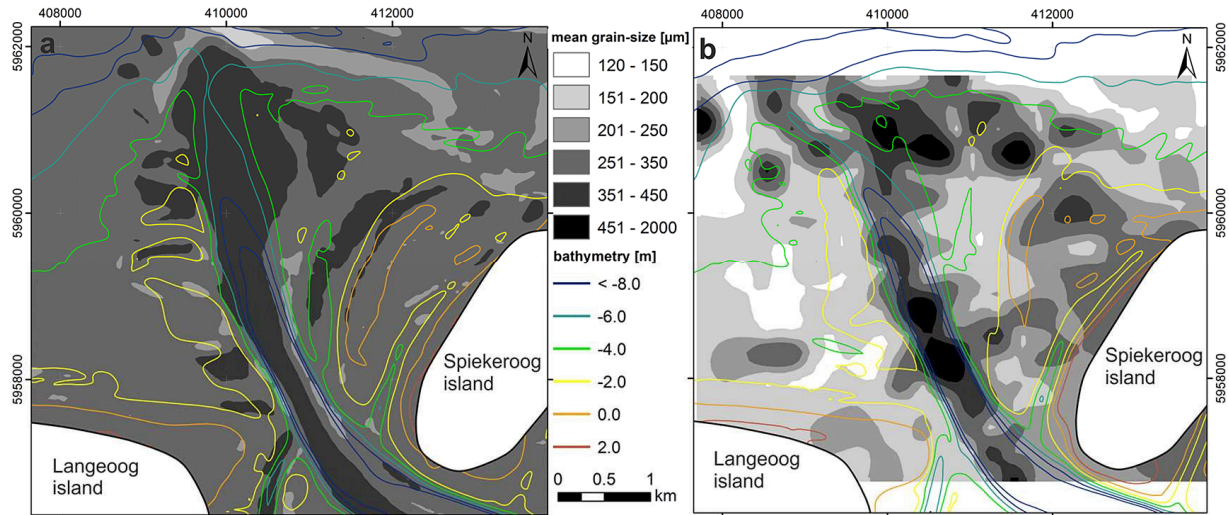 408000 410000 412000
a
N
5962000
5960000
5958000
Spiekeroog
island
Langeoog
island
mean grain-size [µm]
120 - 150
151 - 200
201 - 250
251 - 350
351 - 450
451 - 2000
bathymetry [m]
< -8.0
-6.0
-4.0
-2.0
0.0
2.0
0 0.5 1
km
408000 410000 412000
b
N
5962000
5960000
5958000
Spiekeroog
island
Langeoog
island